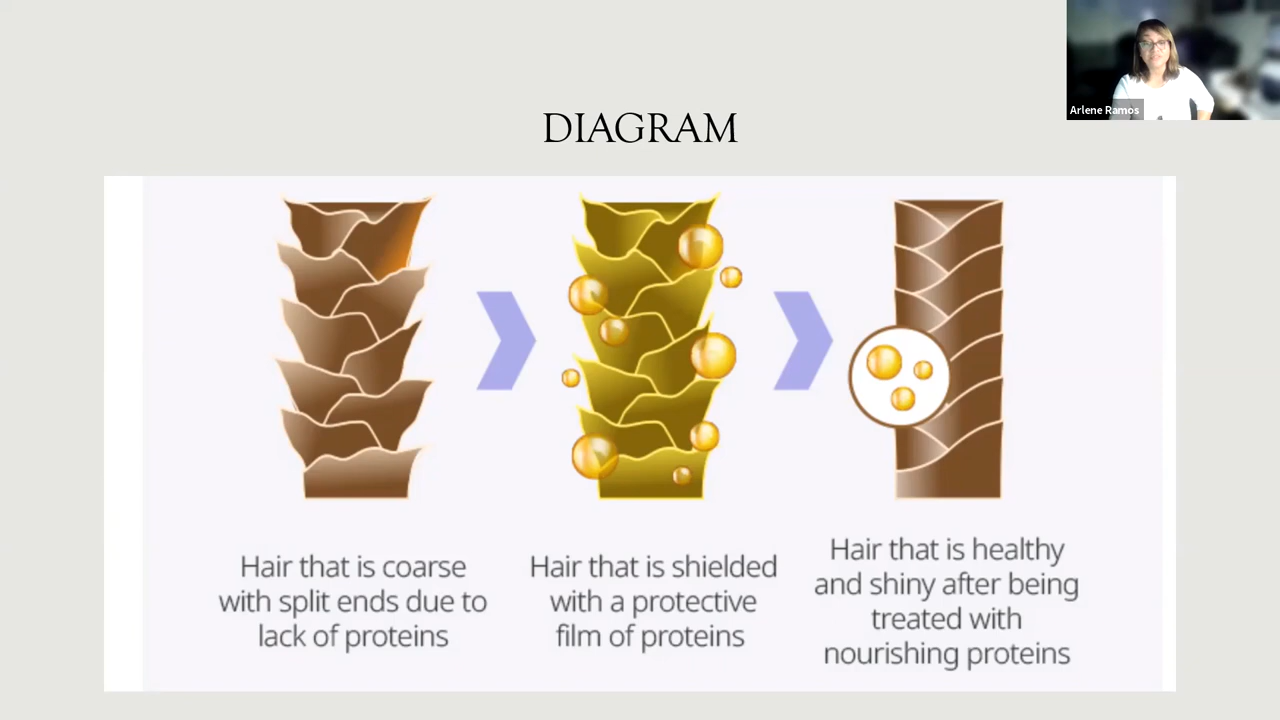 Arlene Ramos
DIAGRAM
Hair that is coarse
with split ends due to
lack of proteins
Hair that is shielded
with a protective
film of proteins
Hair that is healthy
and shiny after being
treated with
nourishing proteins